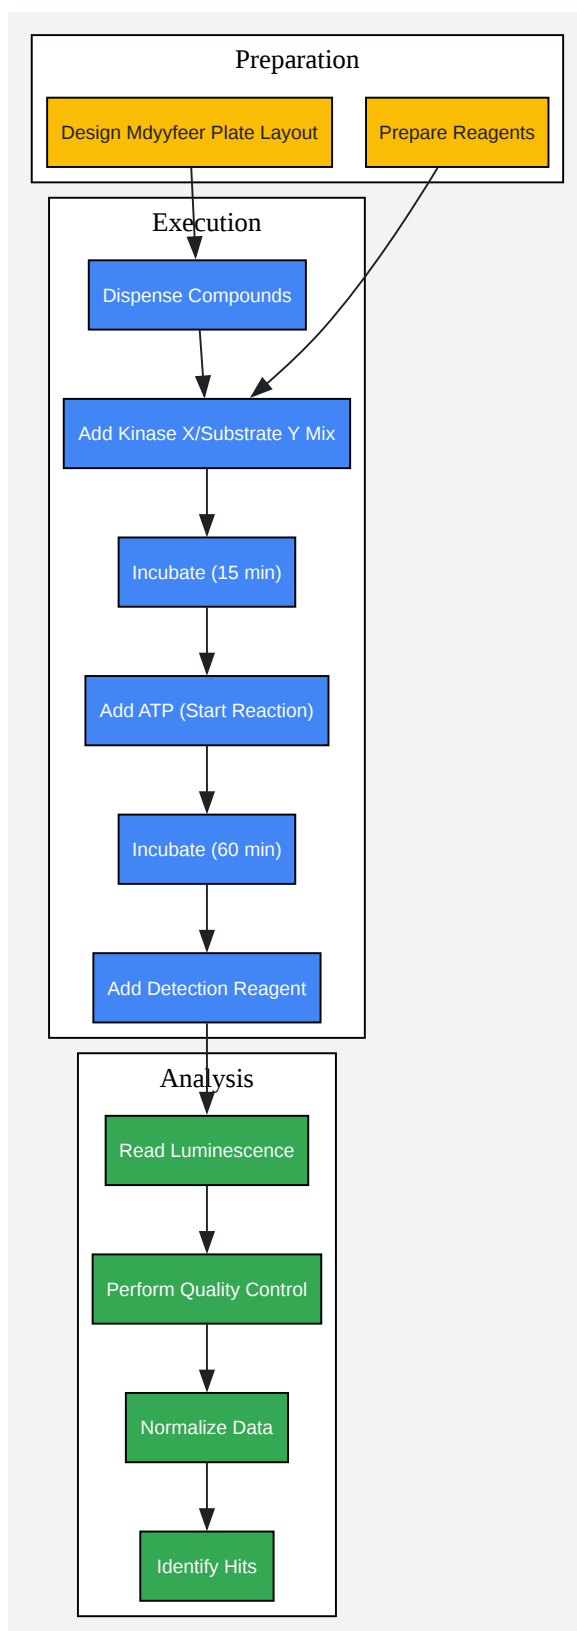 Preparation
Design Mdyyfeer Plate Layout
Prepare Reagents
Execution
Dispense Compounds
Add Kinase X/Substrate Y Mix
Incubate (15 min)
Add ATP (Start Reaction)
Incubate (60 min)
Add Detection Reagent
Analysis
Read Luminescence
Perform Quality Control
Normalize Data
Identify Hits